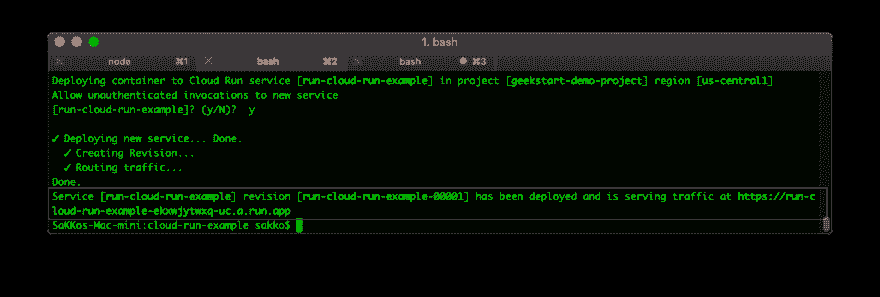 1. bash
node ⌘1 bash ⌘2 bash ⌘3
Deploying container to Cloud Run service [run-cloud-run-example] in project [geekstart-demo-project] region [us-central1]
Allow unauthenticated invocations to new service
[run-cloud-run-example]? (y/N)? y
✓ Deploying new service... Done.
✓ Creating Revision...
✓ Routing traffic...
Done.
Service [run-cloud-run-example] revision [run-cloud-run-example-00001] has been deployed and is serving traffic at https://run-c
loud-run-example-ekxwjytwxq-uc.a.run.app
SaKKos-Mac-mini:cloud-run-example sakko$